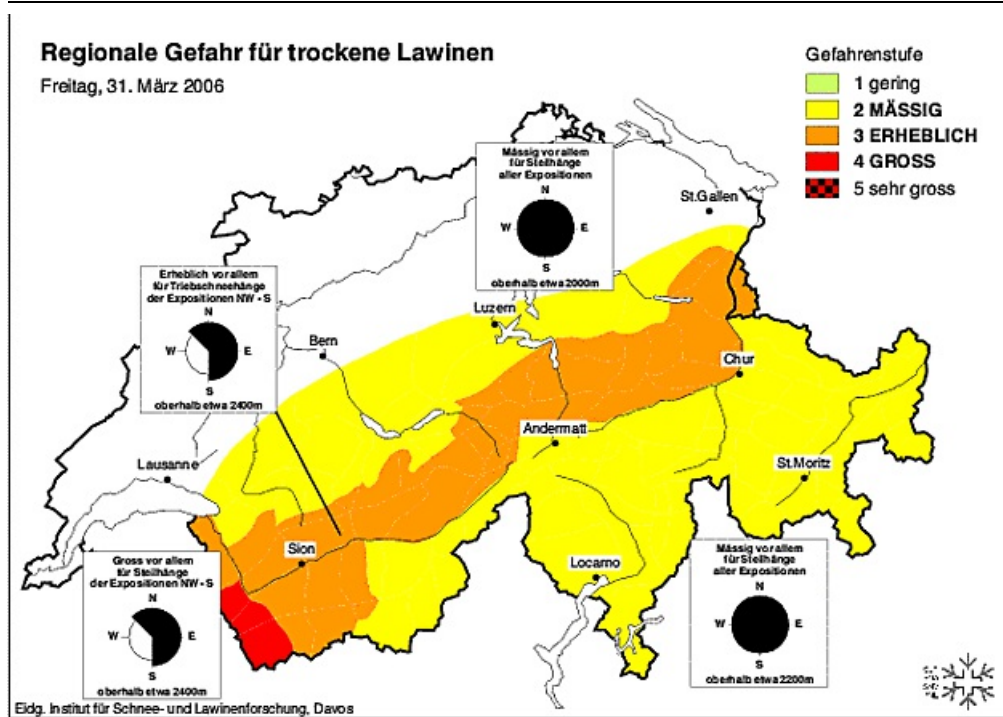 Regionale Gefahr für trockene Lawinen
Freitag, 31. März 2006
Gefahrenstufe
1 gering
2 MÄSSIG
3 ERHEBLICH
4 GROSS
5 sehr gross
Mässig vor allem
für Steilhänge
aller Expositionen
N
W E
S
oberhalb etwa 2000m
St.Gallen
Erheblich vor allem
für Triebschneehänge
der Expositionen NW - S
N
W E
S
oberhalb etwa 2400m
Luzern
Bern
Chur
Andermatt
Lausanne
St.Moritz
Sion
Locarno
Gross vor allem
für Steilhänge
der Expositionen NW - S
N
W E
S
oberhalb etwa 2400m
Mässig vor allem
für Steilhänge
aller Expositionen
N
W E
S
oberhalb etwa 2200m
Eidg. Institut für Schnee- und Lawinenforschung, Davos